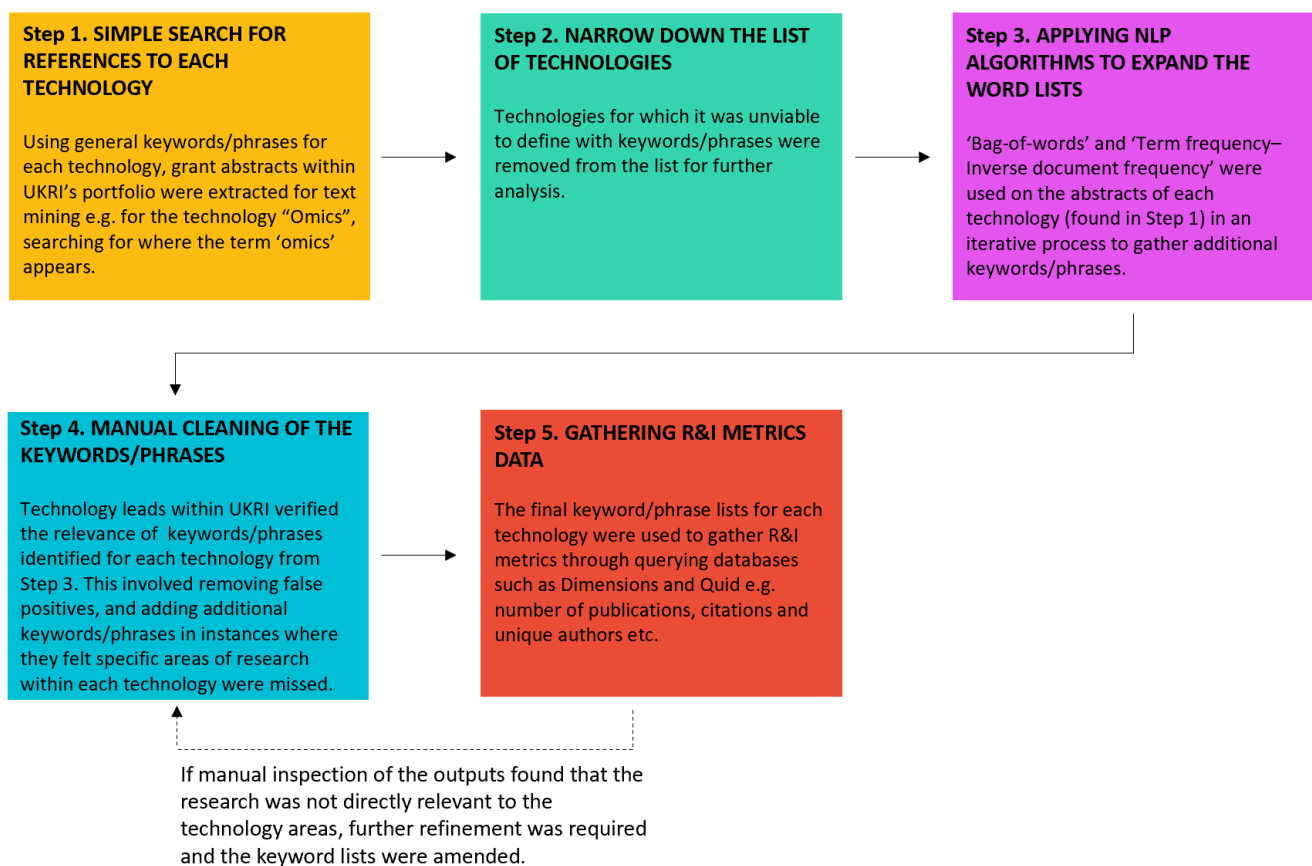 Step 1. SIMPLE SEARCH FOR
REFERENCES TO EACH
TECHNOLOGY
Using general keywords/phrases for
each technology, grant abstracts within
UKRI's portfolio were extracted for text
mining e.g. for the technology “Omics”,
searching for where the term ‘omics’
appears.
Step 2. NARROW DOWN THE LIST
OF TECHNOLOGIES
Technologies for which it was unviable
to define with keywords/phrases were
removed from the list for further
analysis.
Step 3. APPLYING NLP
ALGORITHMS TO EXPAND THE
WORD LISTS
‘Bag-of-words’ and ‘Term frequency–
Inverse document frequency’ were
used on the abstracts of each
technology (found in Step 1) in an
iterative process to gather additional
keywords/phrases.
Step 4. MANUAL CLEANING OF THE
KEYWORDS/PHRASES
Technology leads within UKRI verified
the relevance of keywords/phrases
identified for each technology from
Step 3. This involved removing false
positives, and adding additional
keywords/phrases in instances where
they felt specific areas of research
within each technology were missed.
Step 5. GATHERING R&I METRICS
DATA
The final keyword/phrase lists for each
technology were used to gather R&I
metrics through querying databases
such as Dimensions and Quid e.g.
number of publications, citations and
unique authors etc.
If manual inspection of the outputs found that the
research was not directly relevant to the
technology areas, further refinement was required
and the keyword lists were amended.